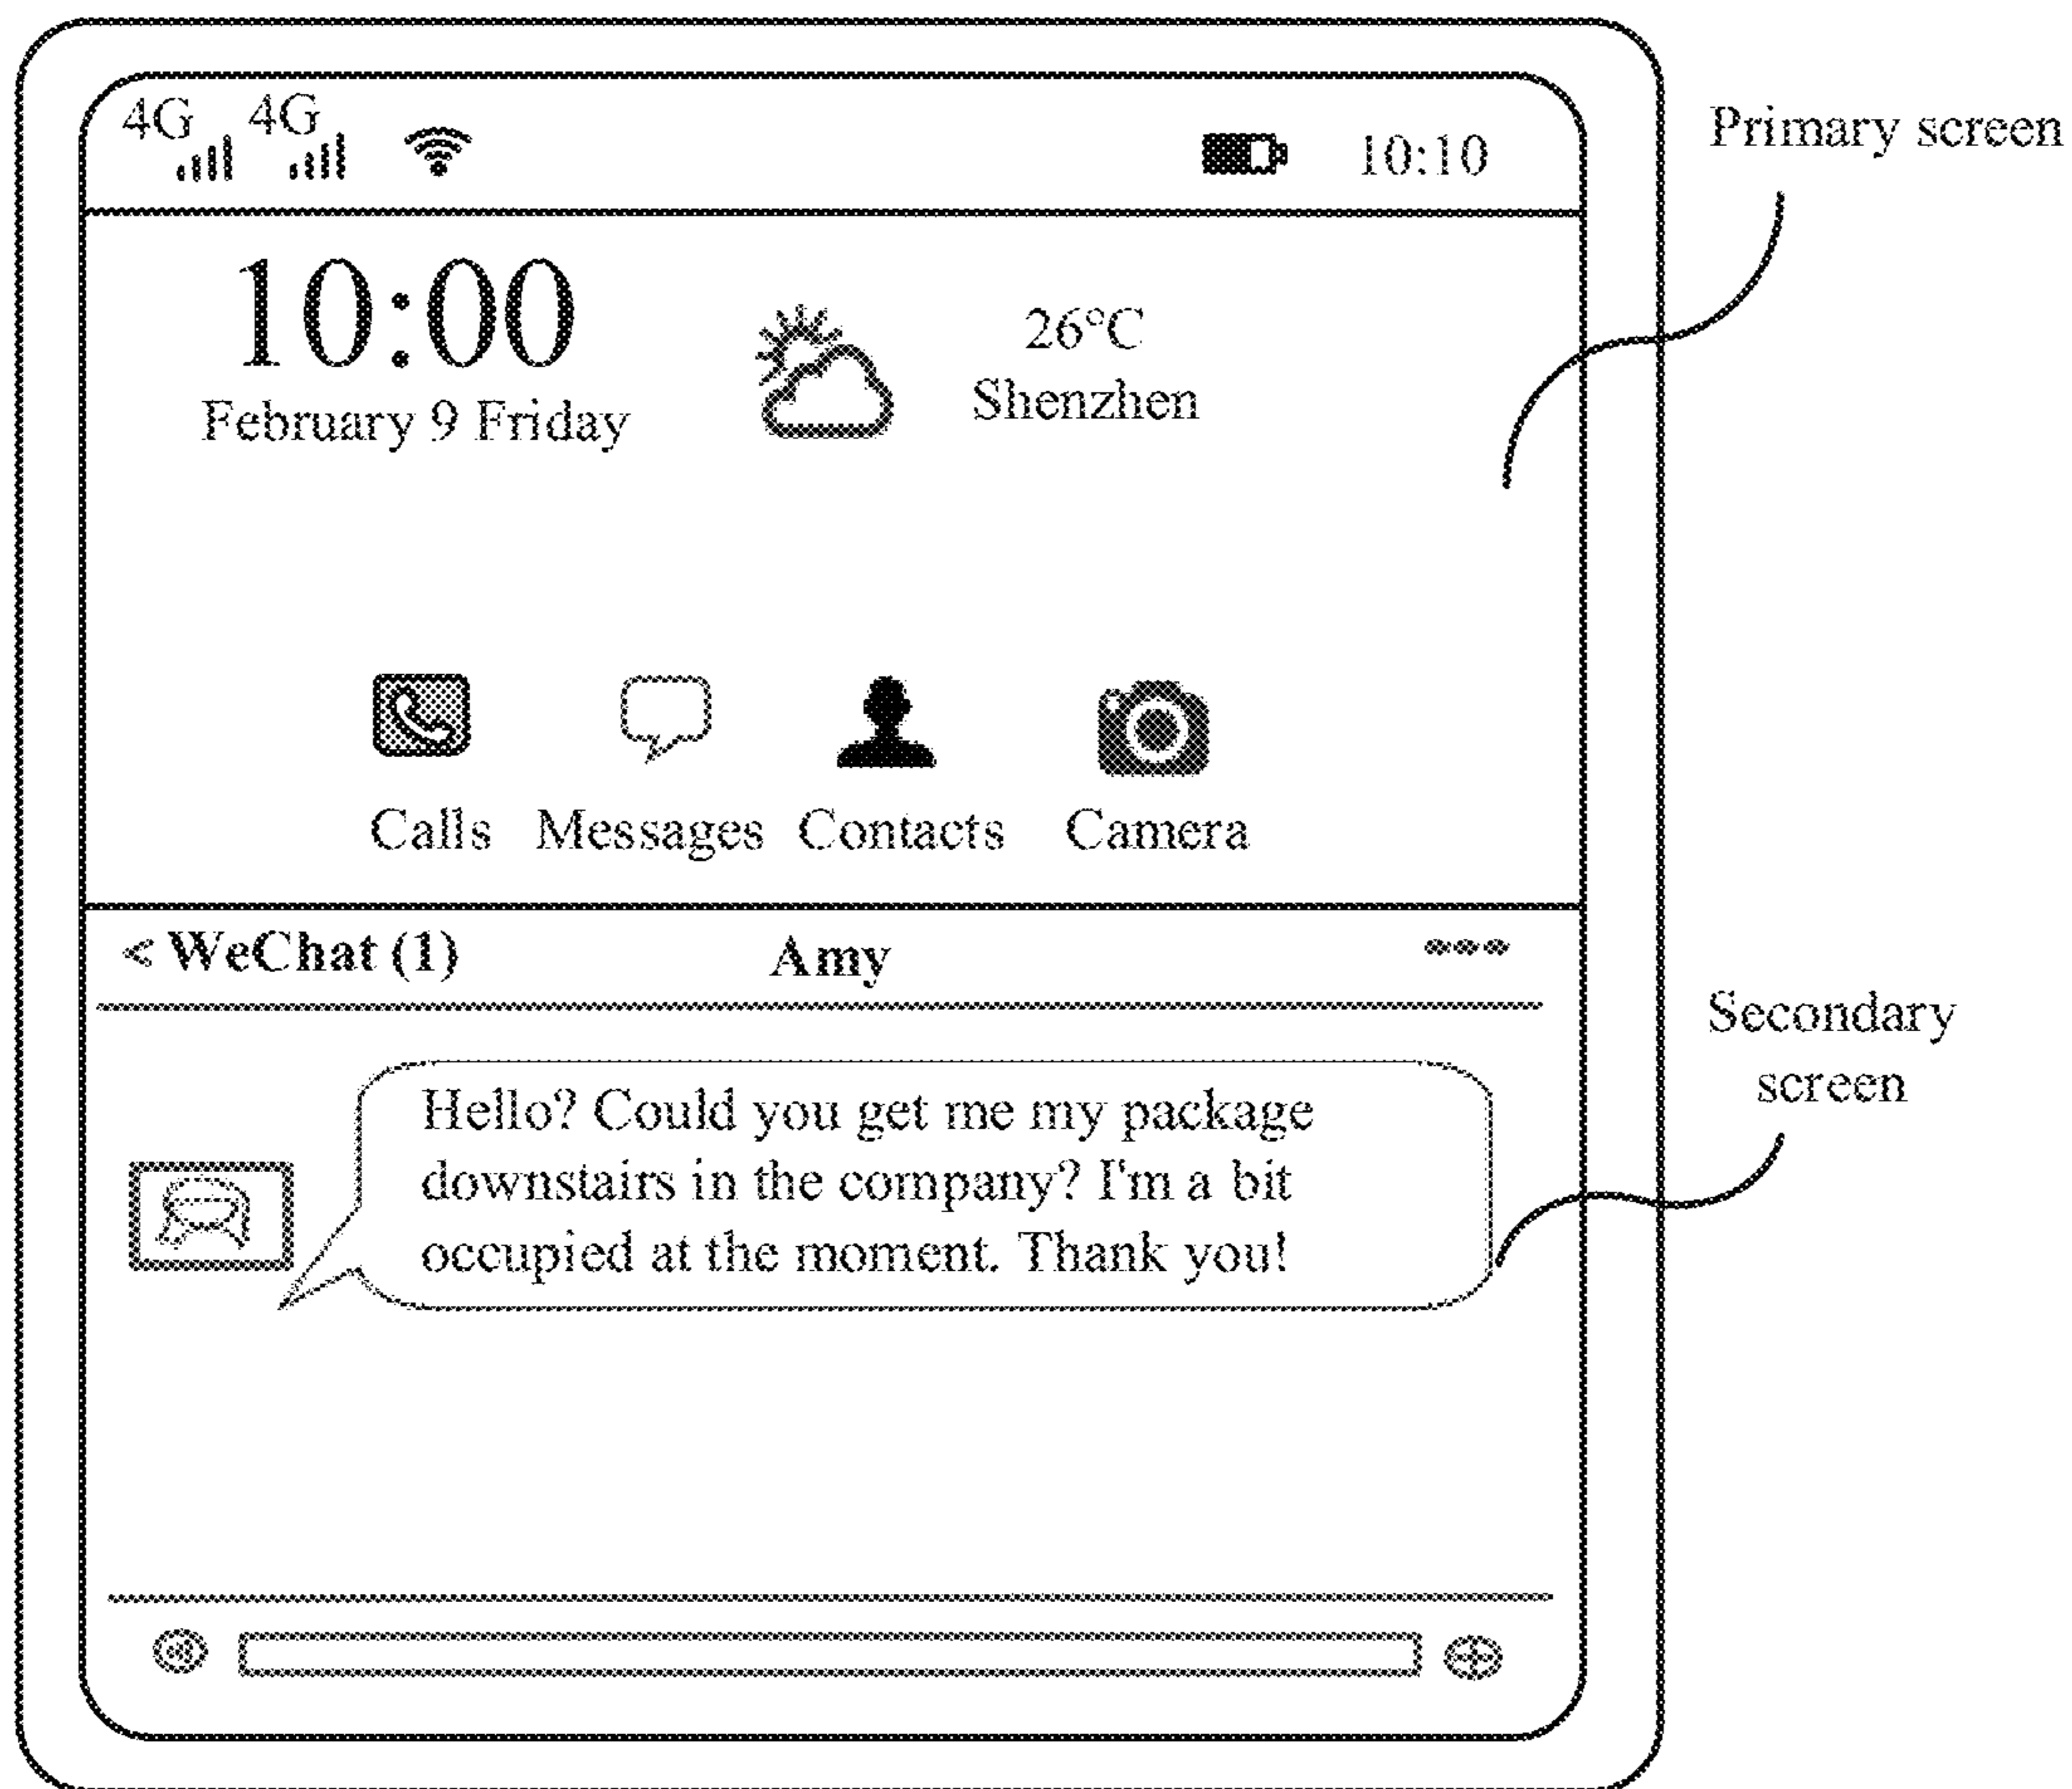 4G 4G 10:10
Primary screen
10:00
26°C
February 9 Friday
Shenzhen
Calls Messages Contacts Camera
< WeChat (1) Amy
Secondary
screen
Hello? Could you get me my package
downstairs in the company? I'm a bit
occupied at the moment. Thank you!